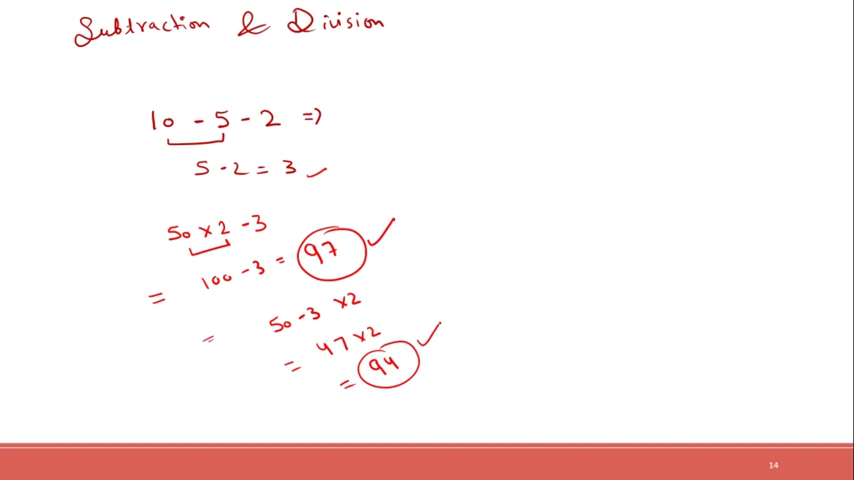 Subtraction & Division
10 - 5 - 2 =>
5 - 2 = 3 ✓
50 × 2 - 3
= 100 - 3 = 97 ✓
= 50 - 3 × 2
= 47 × 2
= 94 ✓
14